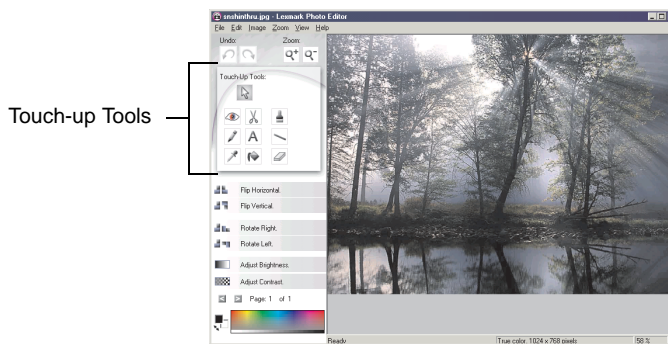 snshinthru.jpg - Lexmark Photo Editor
File Edit Image Zoom View Help
Undo: Zoom:
Touch-Up Tools:
A
Touch-up Tools
Flip Horizontal.
Flip Vertical.
Rotate Right.
Rotate Left.
Adjust Brightness.
Adjust Contrast.
Page: 1 of 1
Ready True color. 1024 x 768 pixels 58 %